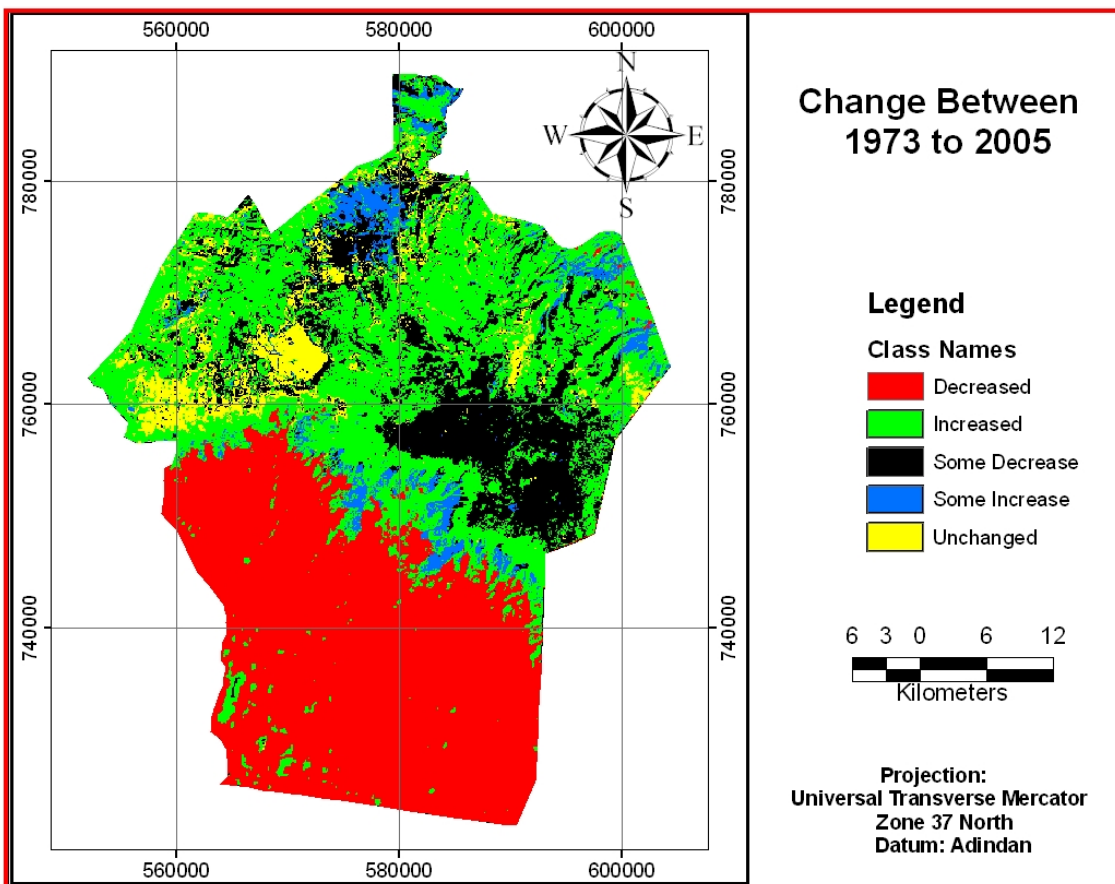 560000 580000 600000
N
W E
S
780000 780000
760000 760000
740000 740000
560000 580000 600000
Change Between
1973 to 2005
Legend
Class Names
Decreased
Increased
Some Decrease
Some Increase
Unchanged
6 3 0 6 12
Kilometers
Projection:
Universal Transverse Mercator
Zone 37 North
Datum: Adindan